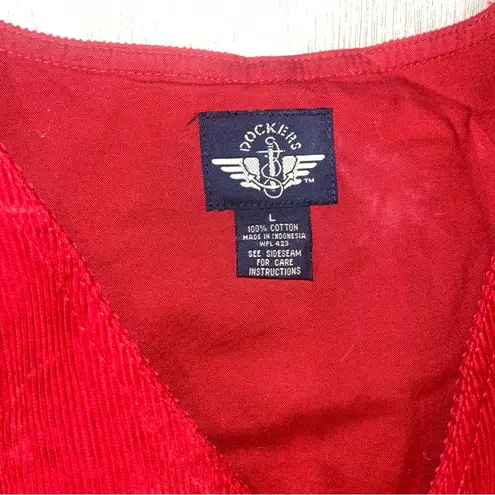 DOCKERS
TM
L
100% COTTON
MADE IN INDONESIA
WPL 423
SEE SIDESEAM
FOR CARE
INSTRUCTIONS